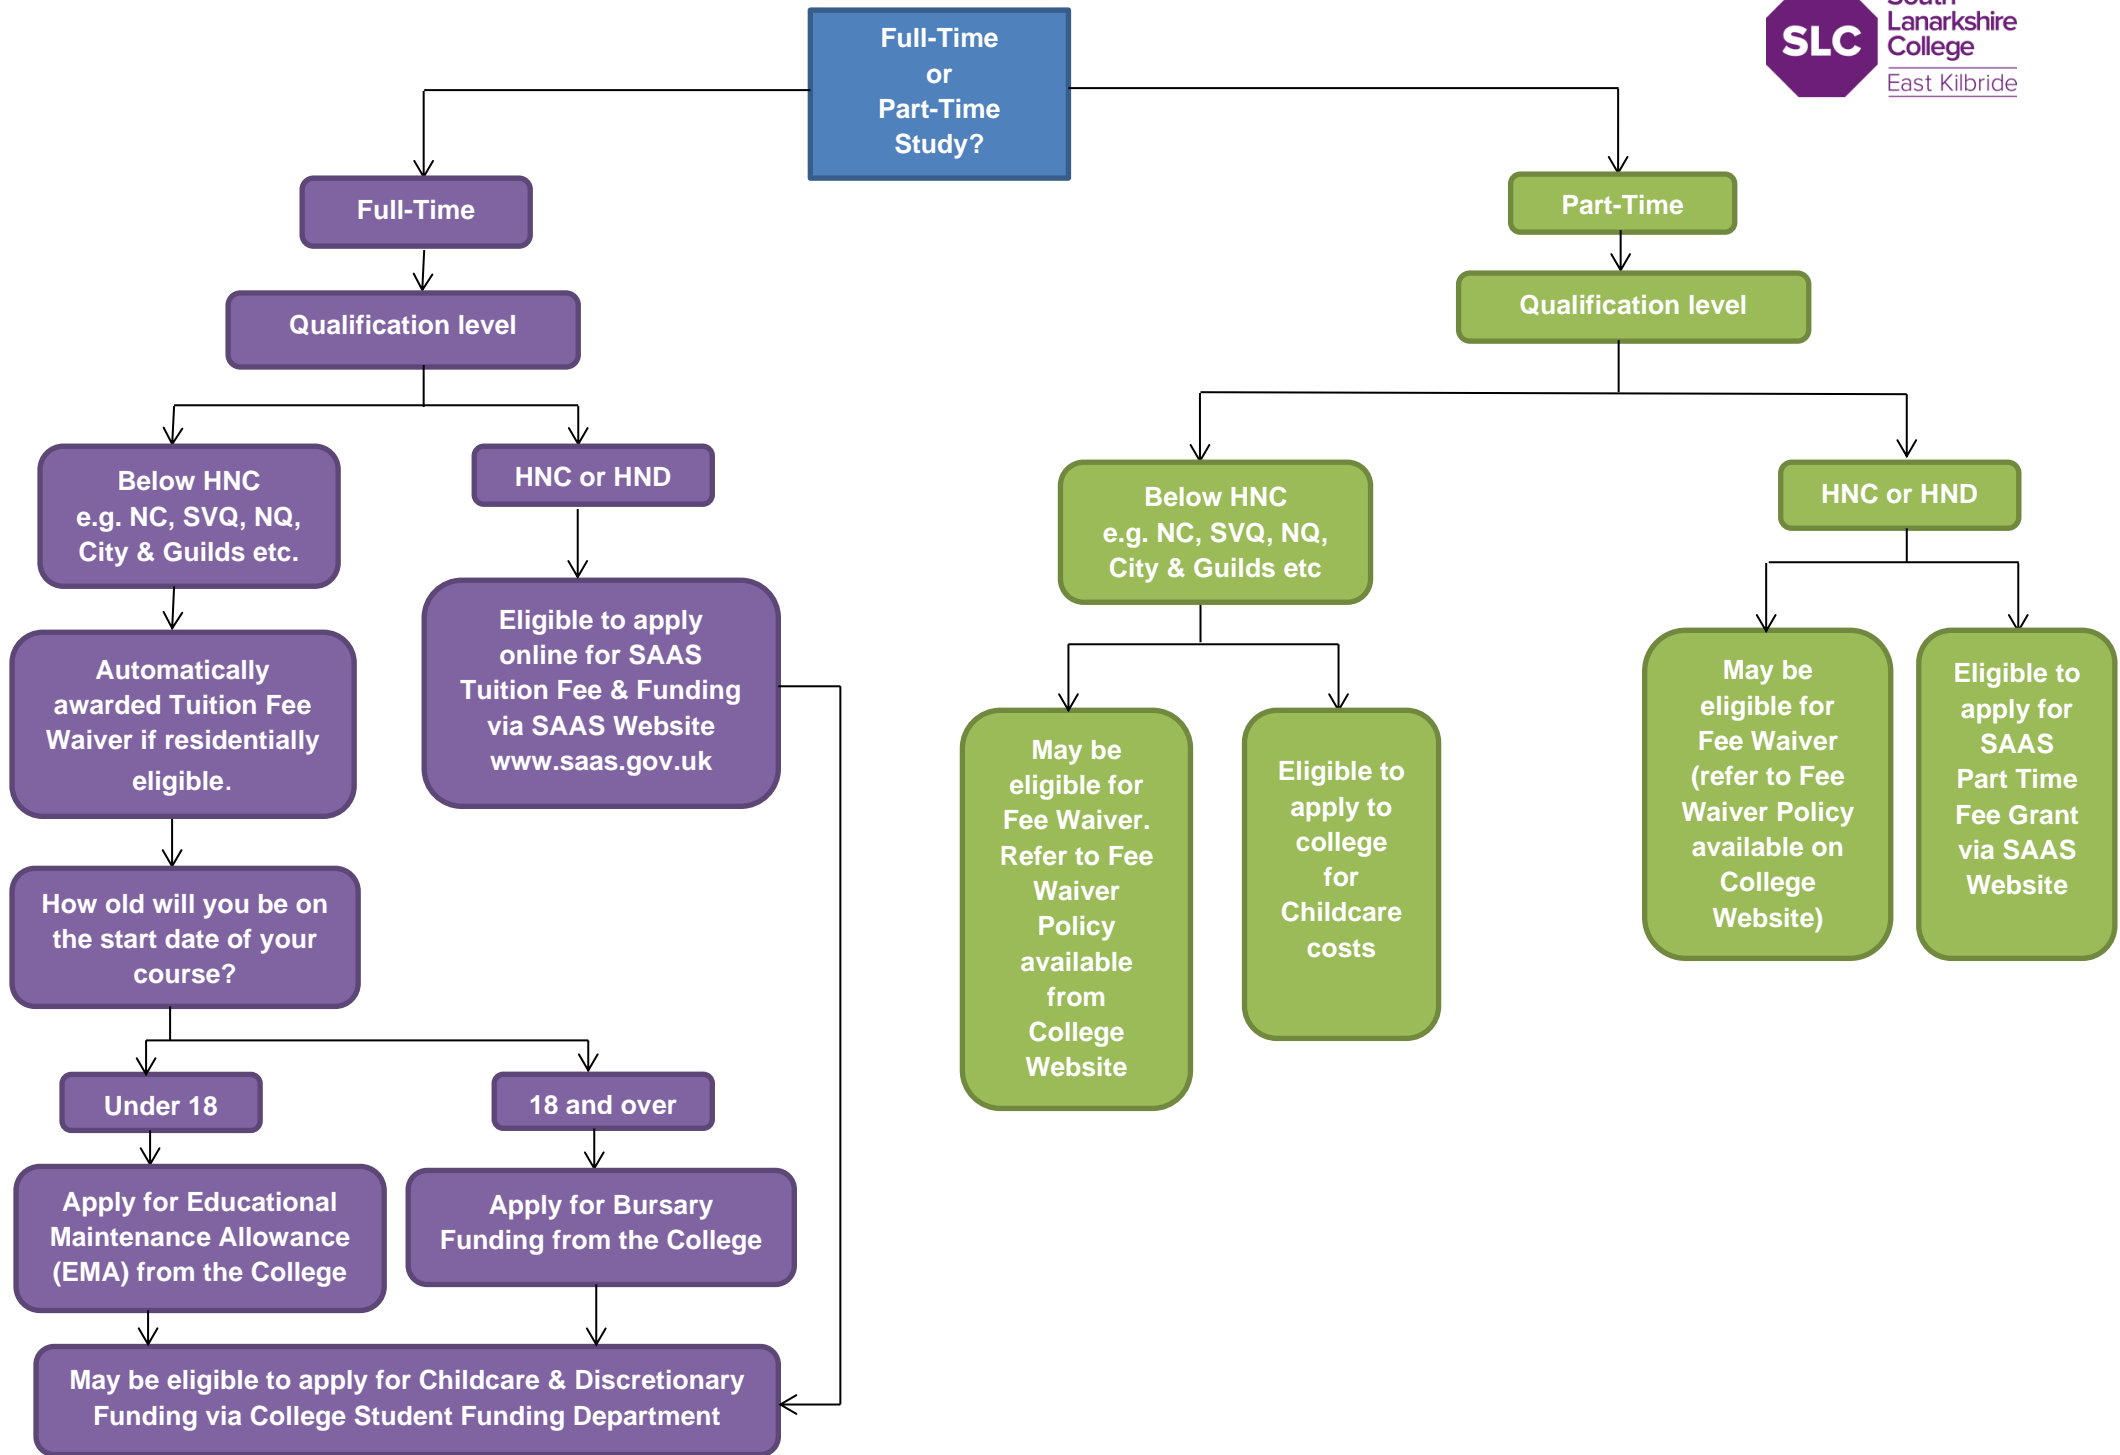 Full-Time
or
Part-Time
Study?
South
Lanarkshire
College
East Kilbride
SLC
Full-Time
Qualification level
Below HNC
e.g. NC, SVQ, NQ,
City & Guilds etc.
HNC or HND
Automatically
awarded Tuition Fee
Waiver if residentially
eligible.
Eligible to apply
online for SAAS
Tuition Fee & Funding
via SAAS Website
www.saas.gov.uk
How old will you be on
the start date of your
course?
Under 18
18 and over
Apply for Educational
Maintenance Allowance
(EMA) from the College
Apply for Bursary
Funding from the College
May be eligible to apply for Childcare & Discretionary
Funding via College Student Funding Department
Part-Time
Qualification level
Below HNC
e.g. NC, SVQ, NQ,
City & Guilds etc
HNC or HND
May be
eligible for
Fee Waiver.
Refer to Fee
Waiver
Policy
available
from
College
Website
Eligible to
apply to
college
for
Childcare
costs
May be
eligible for
Fee Waiver
(refer to Fee
Waiver Policy
available on
College
Website)
Eligible to
apply for
SAAS
Part Time
Fee Grant
via SAAS
Website